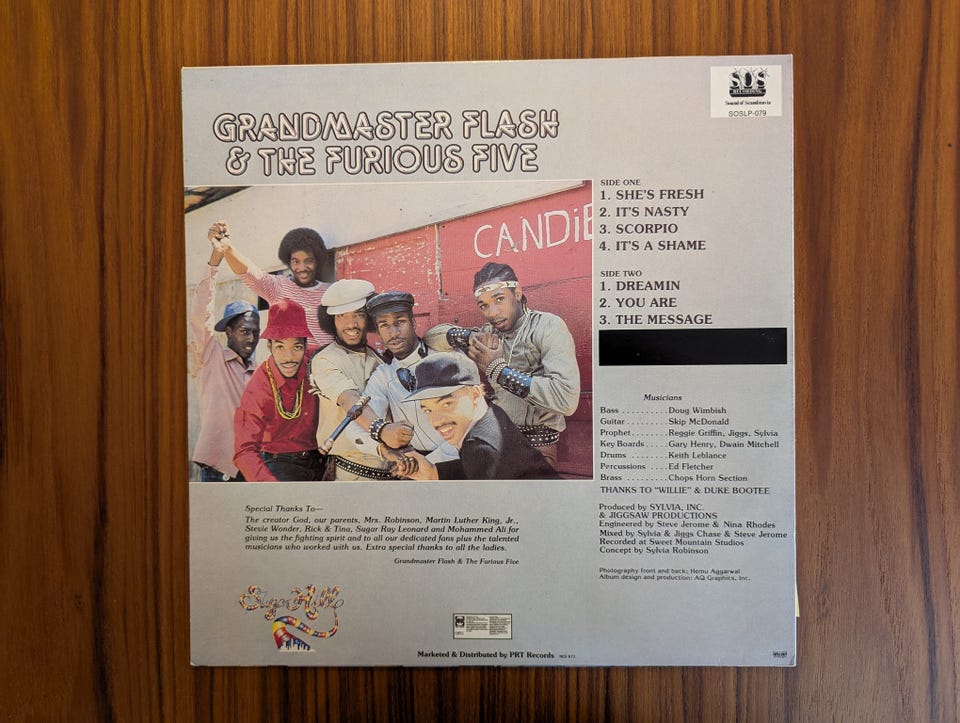 SOS
RECORDING
Sound of Scandinavia
SOSLP-079
GRANDMASTER FLASH
& THE FURIOUS FIVE
CANDiE
SIDE ONE
1. SHE'S FRESH
2. IT'S NASTY
3. SCORPIO
4. IT'S A SHAME
SIDE TWO
1. DREAMIN
2. YOU ARE
3. THE MESSAGE
Musicians
Bass ..........Doug Wimbish
Guitar .........Skip McDonald
Prophet........Reggie Griffin, Jiggs, Sylvia
Key Boards .....Gary Henry, Dwain Mitchell
Drums ........Keith Leblance
Percussions ....Ed Fletcher
Brass ..........Chops Horn Section
THANKS TO "WILLIE" & DUKE BOOTEE
Produced by SYLVIA, INC.
& JIGGSAW PRODUCTIONS
Engineered by Steve Jerome & Nina Rhodes
Mixed by Sylvia & Jiggs Chase & Steve Jerome
Recorded at Sweet Mountain Studios
Concept by Sylvia Robinson
Photography front and back: Hemu Aggarwal
Album design and production: AQ Graphics, Inc.
Special Thanks To—
The creator God, our parents, Mrs. Robinson, Martin Luther King, Jr.,
Stevie Wonder, Rick & Tina, Sugar Ray Leonard and Mohammed Ali for
giving us the fighting spirit and to all our dedicated fans plus the talented
musicians who worked with us. Extra special thanks to all the ladies.
Grandmaster Flash & The Furious Five
Sugar Hill
Marketed & Distributed by PRT Records